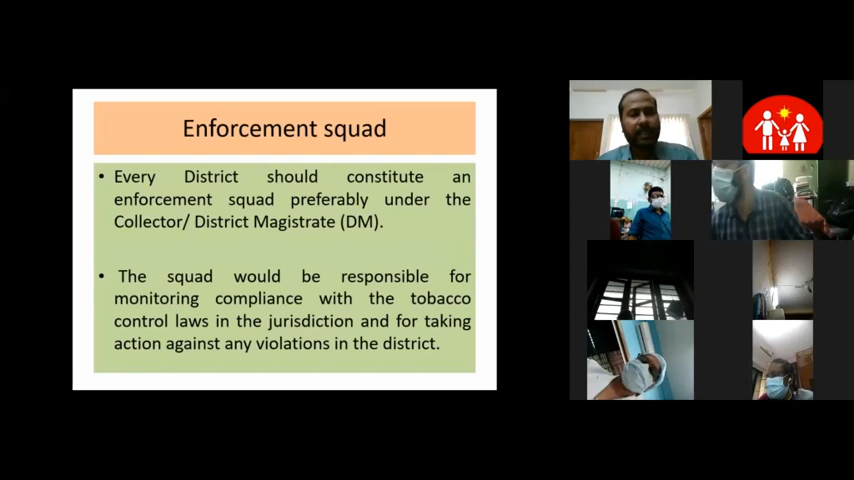 Enforcement squad
• Every District should constitute an
enforcement squad preferably under the
Collector/ District Magistrate (DM).
• The squad would be responsible for
monitoring compliance with the tobacco
control laws in the jurisdiction and for taking
action against any violations in the district.